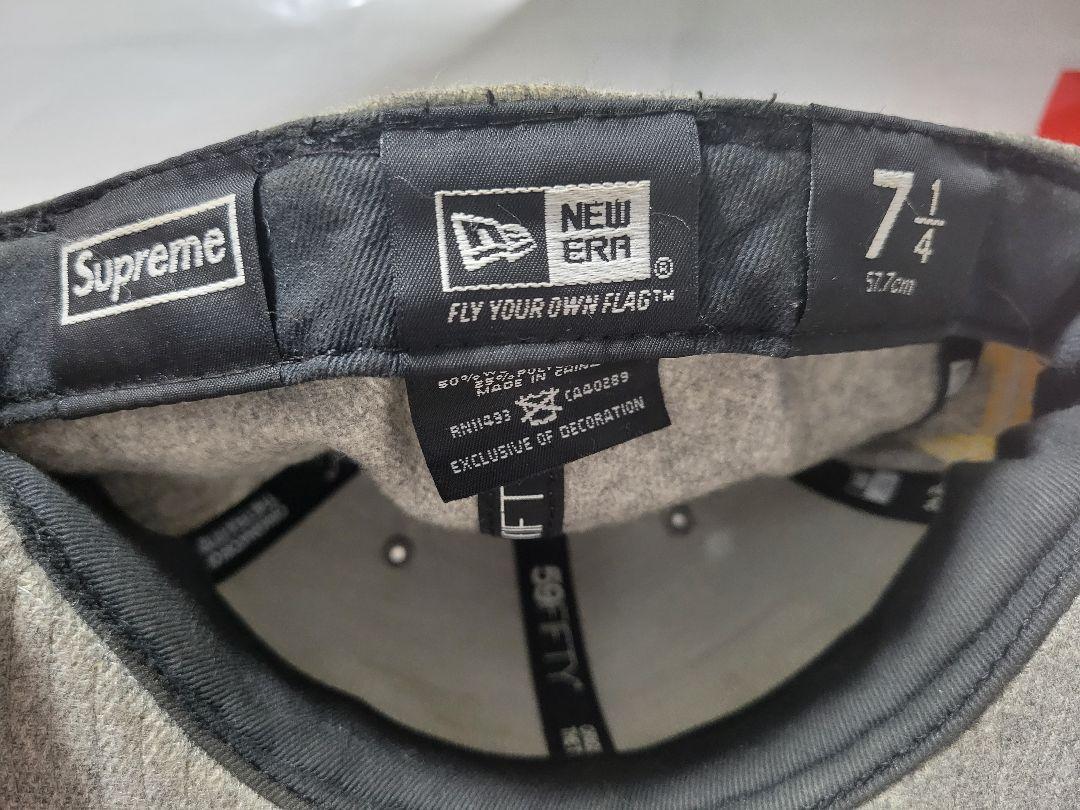 Supreme
NEW
ERA
®
FLY YOUR OWN FLAG™
7 1/4
57.7cm
MADE IN
RN11493 CA40289
EXCLUSIVE OF DECORATION
59FIFTY